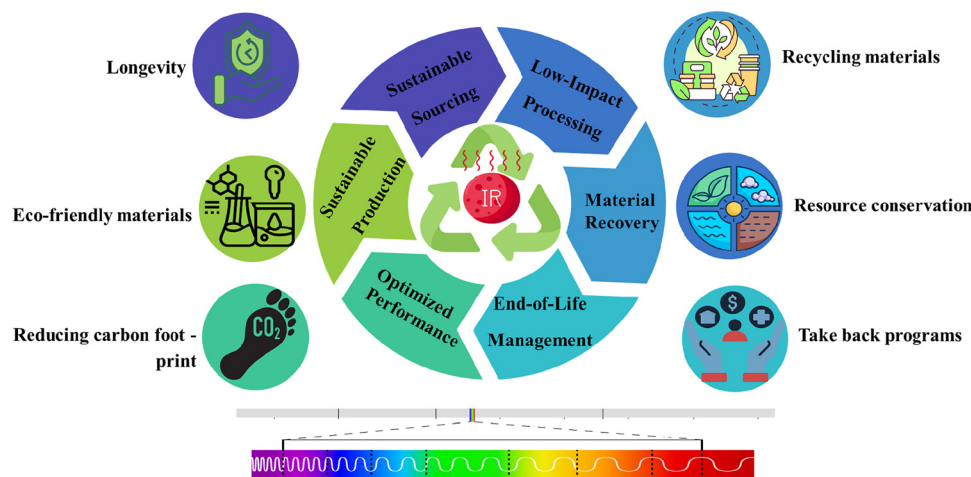 Longevity
Eco-friendly materials
Reducing carbon foot -
print
CO2
Sustainable
Sourcing
Low-Impact
Processing
Sustainable
Production
Material
Recovery
Optimized
Performance
End-of-Life
Management
IR
Recycling materials
Resource conservation
$
Take back programs